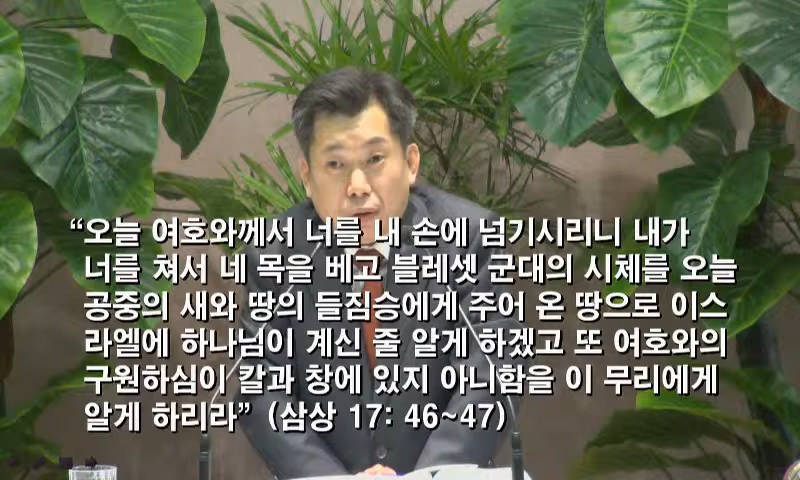 “오늘 여호와께서 너를 내 손에 넘기시리니 내가
너를 쳐서 네 목을 베고 블레셋 군대의 시체를 오늘
공중의 새와 땅의 들짐승에게 주어 온 땅으로 이스
라엘에 하나님이 계신 줄 알게 하겠고 또 여호와의
구원하심이 칼과 창에 있지 아니함을 이 무리에게
알게 하리라” (삼상 17: 46~47)